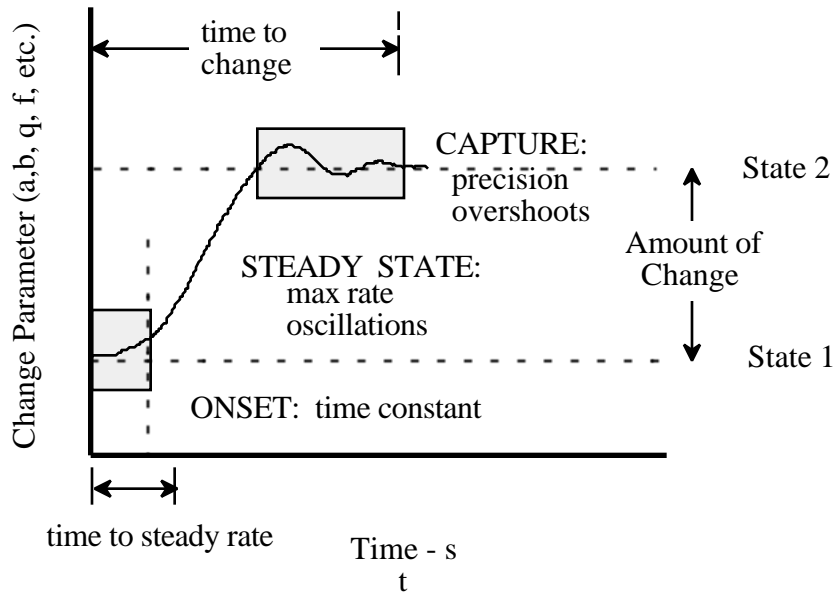 time to
change
Change Parameter (a,b, q, f, etc.)
CAPTURE:
precision
overshoots
State 2
Amount of
Change
STEADY STATE:
max rate
oscillations
State 1
ONSET: time constant
time to steady rate
Time - s
t